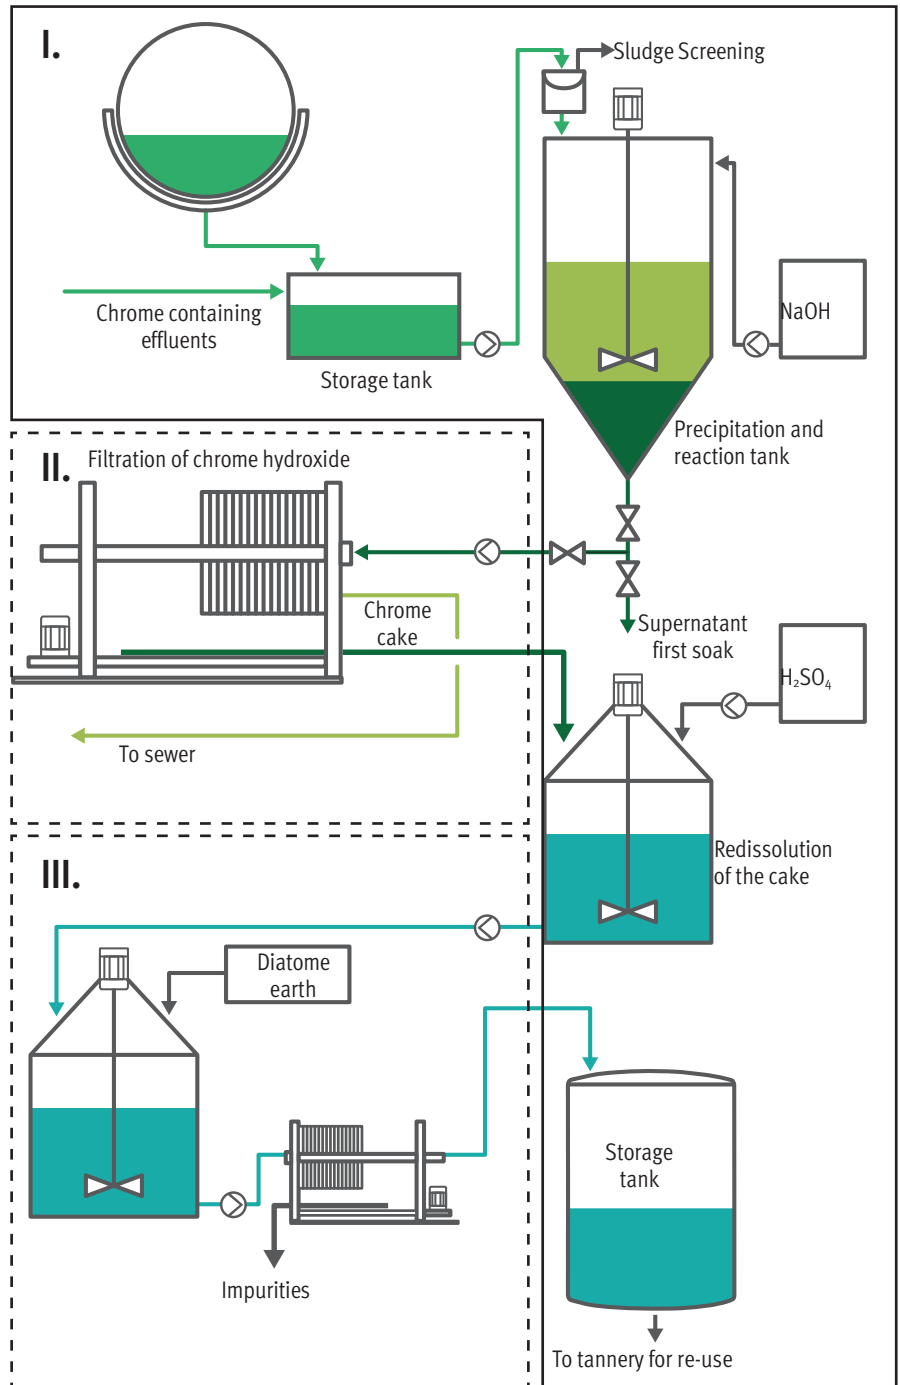 I.
Sludge Screening
NaOH
Chrome containing
effluents
Storage tank
Precipitation and
reaction tank
II.
Filtration of chrome hydroxide
Chrome
cake
Supernatant
first soak
H₂SO₄
To sewer
Redissolution
of the cake
III.
Diatome
earth
Storage
tank
Impurities
To tannery for re-use